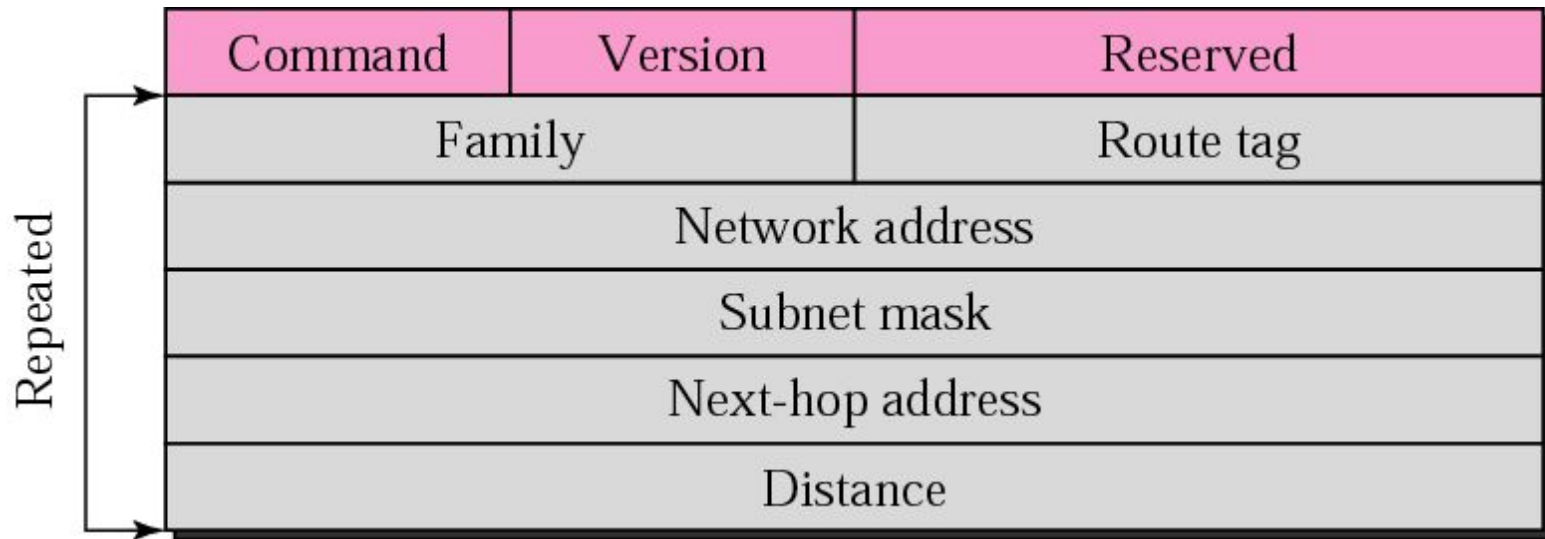 Command Version Reserved
Family Route tag
Network address
Subnet mask
Next-hop address
Distance
Repeated